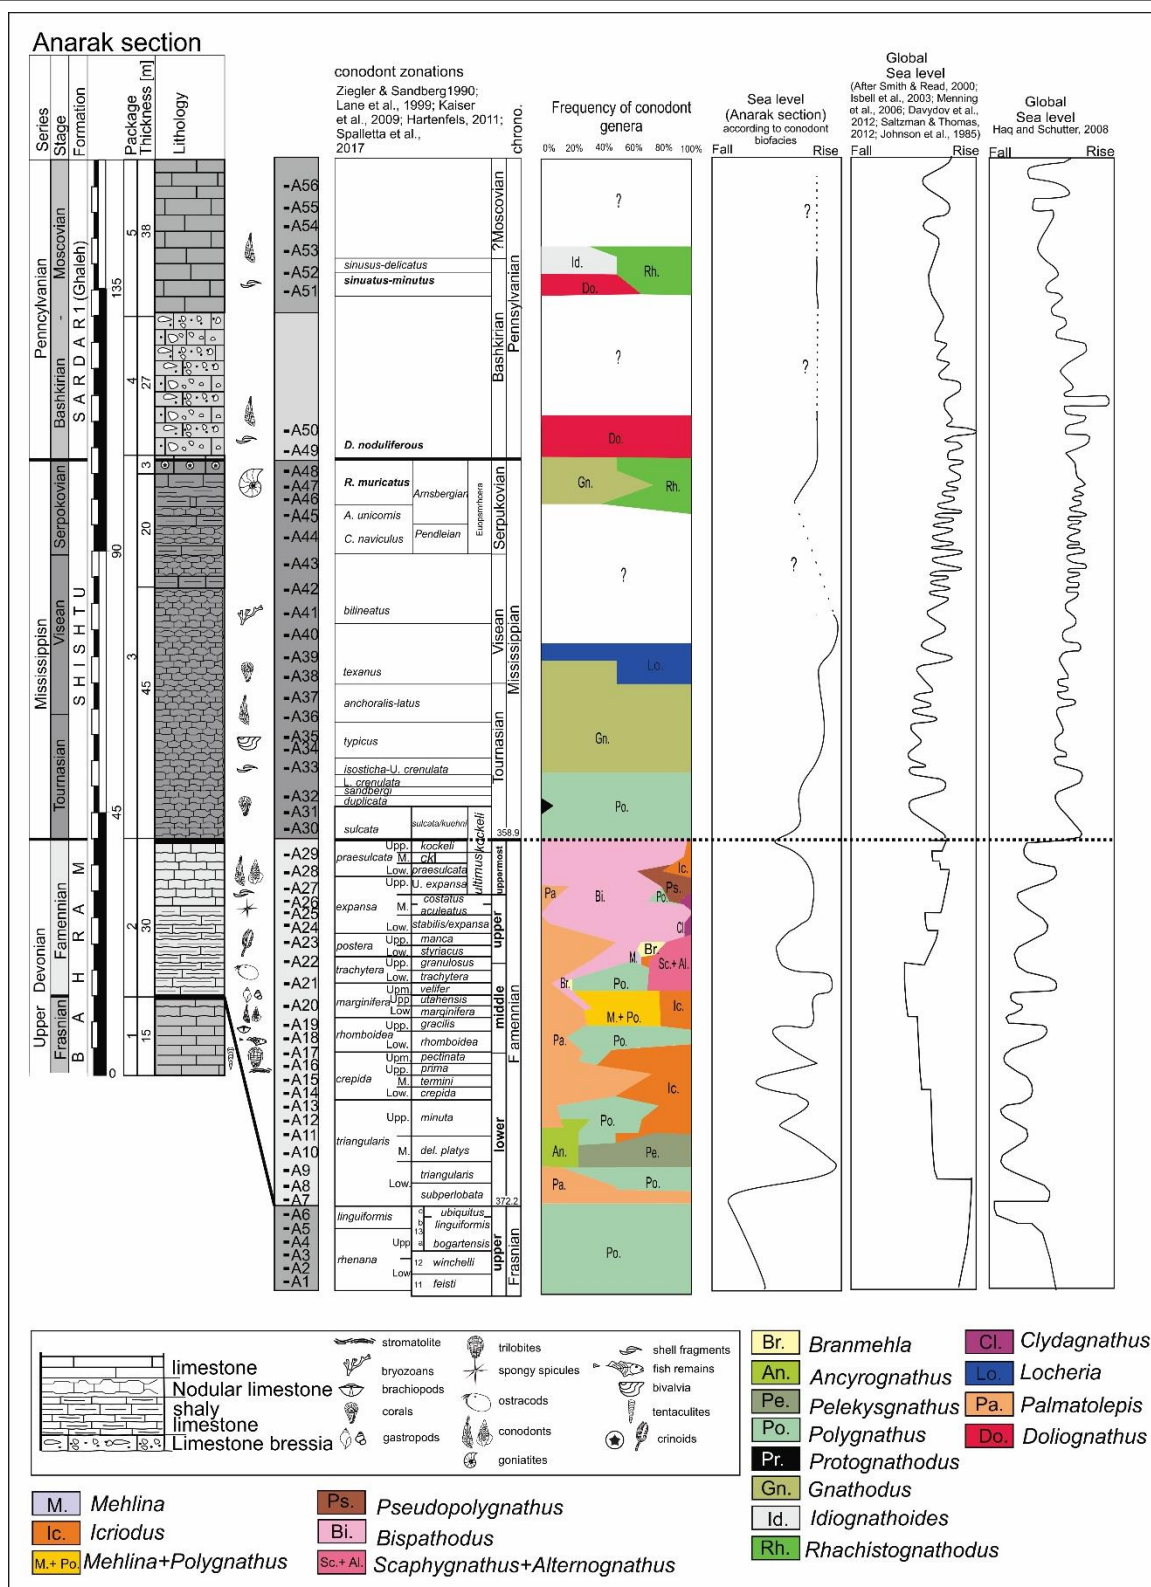 Anarak section
Series
Stage
Formation
Package
Thickness [m]
Lithology
conodont zonations
Ziegler & Sandberg1990;
Lane et al., 1999; Kaiser
et al., 2009; Hartenfels, 2011;
Spalletta et al.,
2017
chrono.
Frequency of conodont
genera
0% 20% 40% 60% 80% 100%
Sea level
(Anarak section)
according to conodont
biofacies
Fall Rise
Global
Sea level
(After Smith & Read, 2000;
Isbell et al., 2003; Menning
et al., 2006; Davydov et al.,
2012; Saltzman & Thomas,
2012; Johnson et al., 1985)
Fall Rise
Global
Sea level
Haq and Schutter, 2008
Fall Rise
Penncylvanian
Bashkirian - Moscovian
SARDAR 1 (Ghaleh)
Mississippisn
Serpokovian
Visean
Tournasian
SHISHTU
Upper Devonian
Famennian
Frasnian
BAHRAM
135
90
45
0
5
38
4
27
3
20
3
45
2
30
1
15
A56
A55
A54
A53
A52
A51
A50
A49
A48
A47
A46
A45
A44
A43
A42
A41
A40
A39
A38
A37
A36
A35
A34
A33
A32
A31
A30
A29
A28
A27
A26
A25
A24
A23
A22
A21
A20
A19
A18
A17
A16
A15
A14
A13
A12
A11
A10
A9
A8
A7
A6
A5
A4
A3
A2
A1
sinusus-delicatus
sinuatus-minutus
D. noduliferous
R. muricatus
Arnsbergian
A. unicornis
C. naviculus
Pendleian
bilineatus
texanus
anchoralis-latus
typicus
isosticha-U. crenulata
L. crenulata
sandbergi
duplicata
sulcata
sulcata/kuehni
ultimus kockeli
358.9
praesulcata
Upp. kockeli
M. ckl
Low. praesulcata
expansa
Upp. U. expansa
M. costatus
aculeatus
Low. stabilis/expansa
postera
Upp. manca
Low. styriacus
trachytera
Upp. granulosus
Low. trachytera
marginifera
Upm velifer
Upp utahensis
Low marginifera
rhomboidea
Upp. gracilis
Low. rhomboidea
crepida
Upm. pectinata
Upp. prima
M. termini
Low. crepida
triangularis
Upp. minuta
M. del. platys
Low. triangularis
subperlobata
372.2
linguiformis
c ubiquitus
b linguiformis
13
rhenana
Upp a bogartensis
Low 12 winchelli
11 feisti
?Moscovian
Bashkirian
Pennsylvanian
Serpukovian
Visean
Tournasian
Mississippian
uppermost
upper
middle
lower
Famennian
upper
Frasnian
?
Id.
Rh.
Do.
?
Do.
Gn.
Rh.
?
Lo.
Gn.
Po.
Ic.
Ps.
Pa
Bi.
Po.
Cl
Br.
M.
Sc.+ Al.
Br.
Po.
M.+ Po.
Ic.
Pa.
Po.
Ic.
Po.
An.
Pe.
Pa.
Po.
Po.
?
?
?
limestone
Nodular limestone
shaly
limestone
Limestone bressia
stromatolite
bryozoans
brachiopods
corals
gastropods
trilobites
spongy spicules
ostracods
conodonts
goniatites
shell fragments
fish remains
bivalvia
tentaculites
crinoids
M. Mehlina
Ic. Icriodus
M.+ Po. Mehlina+Polygnathus
Ps. Pseudopolygnathus
Bi. Bispathodus
Sc.+ Al. Scaphygnathus+Alternognathus
Br. Branmehla
An. Ancyrognathus
Pe. Pelekysgnathus
Po. Polygnathus
Pr. Protognathodus
Gn. Gnathodus
Id. Idiognathoides
Rh. Rhachistognathodus
Cl. Clydagnathus
Lo. Locheria
Pa. Palmatolepis
Do. Doliognathus